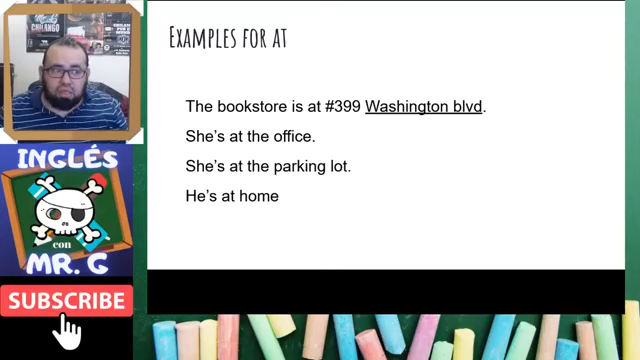 EXAMPLES FOR AT
The bookstore is at #399 Washington blvd.
She's at the office.
She's at the parking lot.
He's at home
INGLÉS
con
MR. G
SUBSCRIBE
CHILANGO